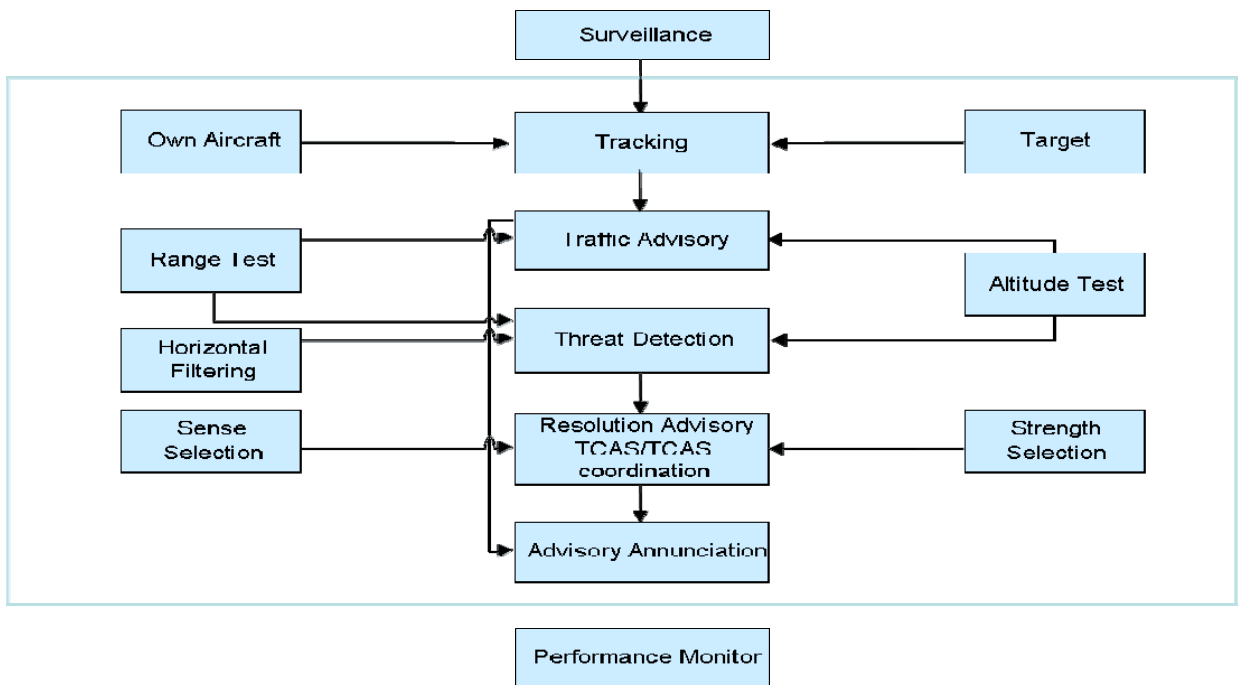 Surveillance
Own Aircraft
Tracking
Target
Traffic Advisory
Range Test
Altitude Test
Threat Detection
Horizontal
Filtering
Sense
Selection
Resolution Advisory
TCAS/TCAS
coordination
Strength
Selection
Advisory Annunciation
Performance Monitor